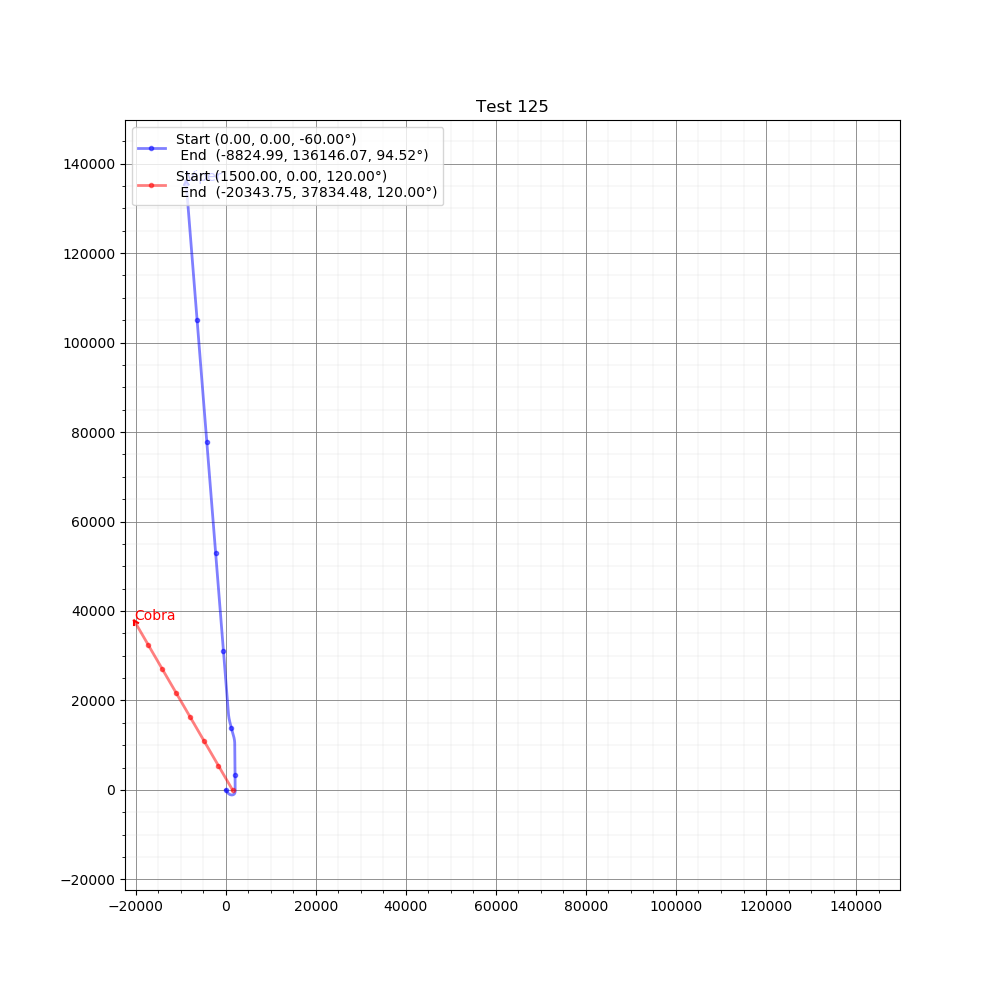 Test 125
Start (0.00, 0.00, -60.00°)
End (-8824.99, 136146.07, 94.52°)
Start (1500.00, 0.00, 120.00°)
End (-20343.75, 37834.48, 120.00°)
140000
120000
100000
80000
60000
40000
20000
0
−20000
Cobra
−20000 0 20000 40000 60000 80000 100000 120000 140000